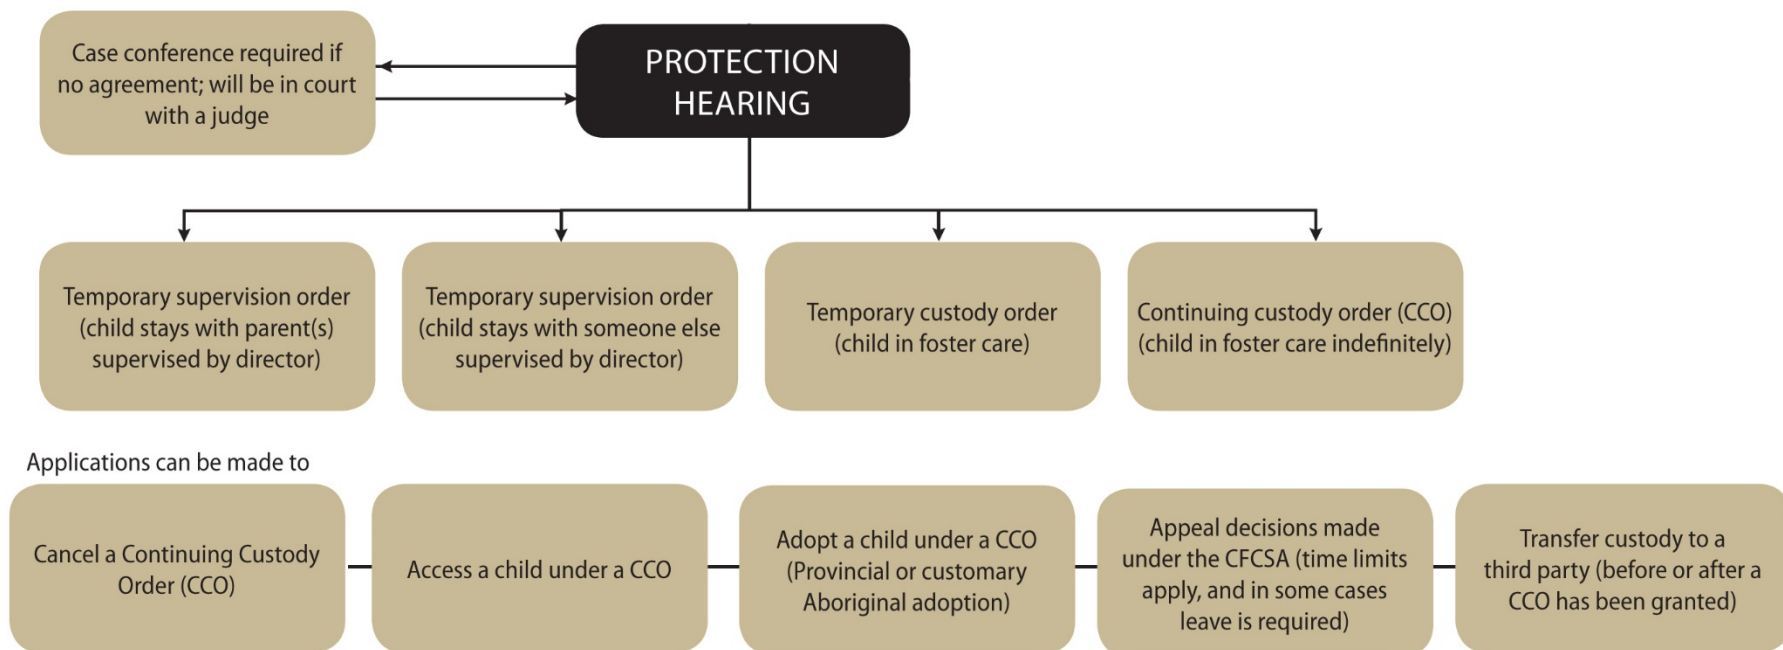 Case conference required if
no agreement; will be in court
with a judge
PROTECTION
HEARING
Temporary supervision order
(child stays with parent(s)
supervised by director)
Temporary supervision order
(child stays with someone else
supervised by director)
Temporary custody order
(child in foster care)
Continuing custody order (CCO)
(child in foster care indefinitely)
Applications can be made to
Cancel a Continuing Custody
Order (CCO)
Access a child under a CCO
Adopt a child under a CCO
(Provincial or customary
Aboriginal adoption)
Appeal decisions made
under the CFCSA (time limits
apply, and in some cases
leave is required)
Transfer custody to a
third party (before or after a
CCO has been granted)